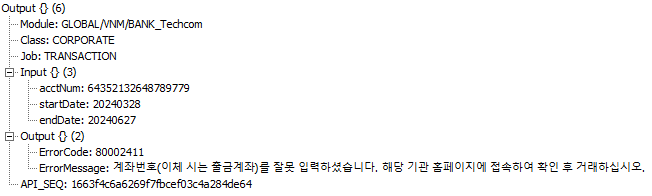 Output {} (6)
Module: GLOBAL/VNM/BANK_Techcom
Class: CORPORATE
Job: TRANSACTION
Input {} (3)
acctNum: 64352132648789779
startDate: 20240328
endDate: 20240627
Output {} (2)
ErrorCode: 80002411
ErrorMessage: 계좌번호(이체 시는 출금계좌)를 잘못 입력하셨습니다. 해당 기관 홈페이지에 접속하여 확인 후 거래하십시오.
API_SEQ: 1663f4c6a6269f7fbcef03c4a284de64